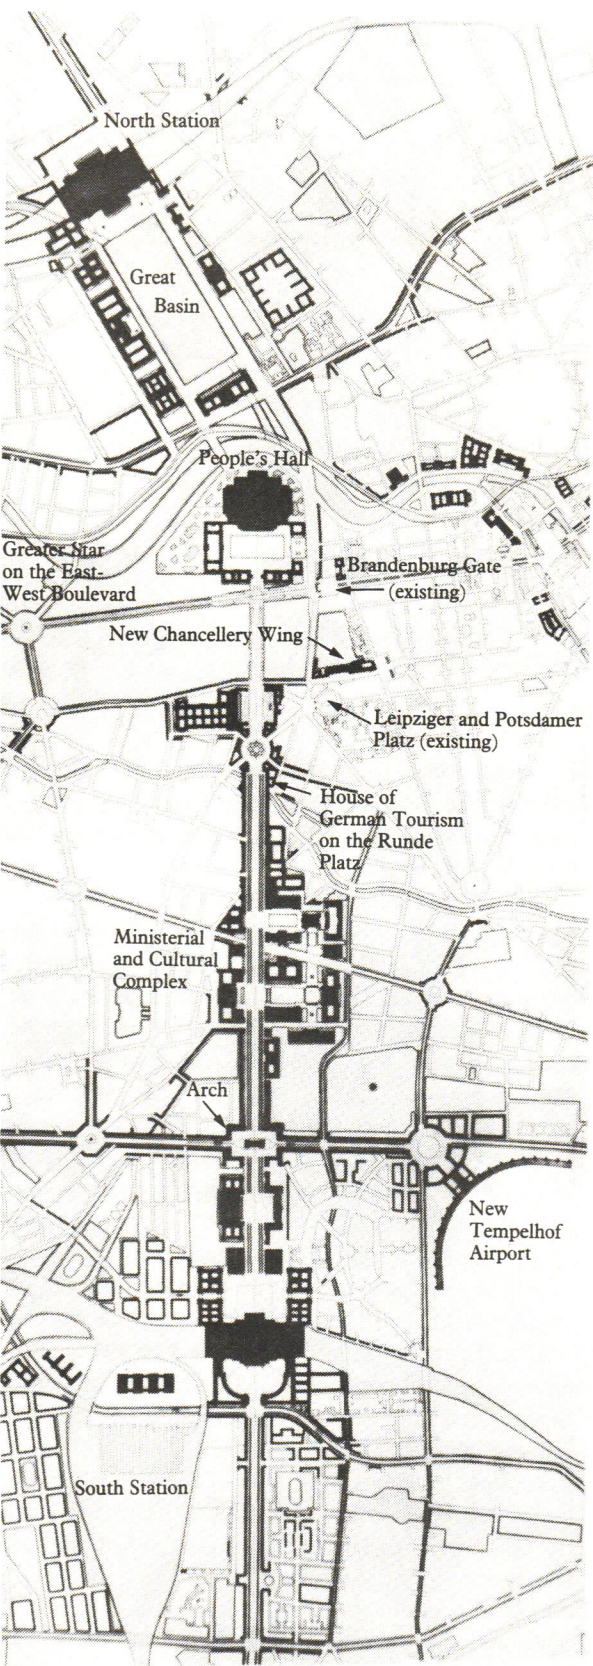 North Station
Great
Basin
People's Hall
Greater Star
on the East-
West Boulevard
Brandenburg Gate
(existing)
New Chancellery Wing
Leipziger and Potsdamer
Platz (existing)
House of
German Tourism
on the Runde
Platz
Ministerial
and Cultural
Complex
Arch
New
Tempelhof
Airport
South Station